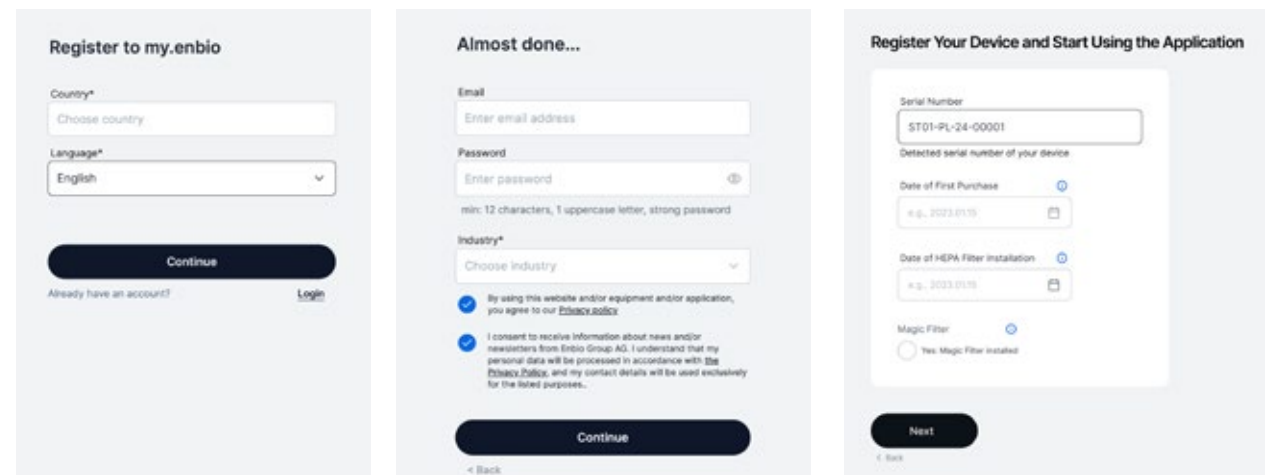 Register to my.enbio
Country*
Choose country
Language*
English
Continue
Already have an account?
Login
Almost done...
Email
Enter email address
Password
Enter password
min: 12 characters, 1 uppercase letter, strong password
Industry*
Choose industry
By using this website and/or equipment and/or application,
you agree to our Privacy policy
I consent to receive information about news and/or
newsletters from Enbio Group AG. I understand that my
personal data will be processed in accordance with the
Privacy Policy, and my contact details will be used exclusively
for the listed purposes..
Continue
< Back
Register Your Device and Start Using the Application
Serial Number
ST01-PL-24-00001
Detected serial number of your device
Date of First Purchase
e.g., 2023.01.15
Date of HEPA Filter installation
e.g., 2023.01.15
Magic Filter
Yes: Magic Filter installed
Next
< Back